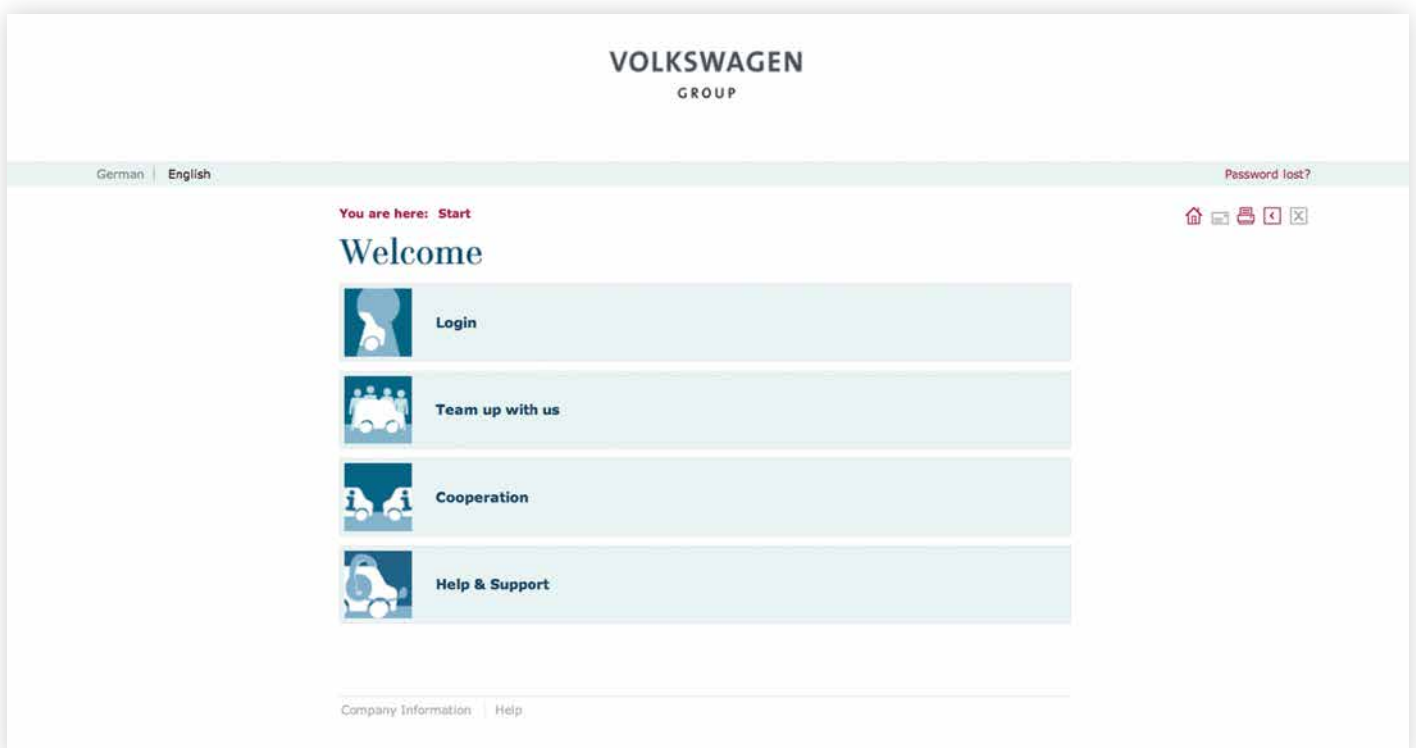 VOLKSWAGEN
GROUP
German English Password lost?
You are here: Start
Welcome
Login
Team up with us
Cooperation
Help & Support
Company Information Help